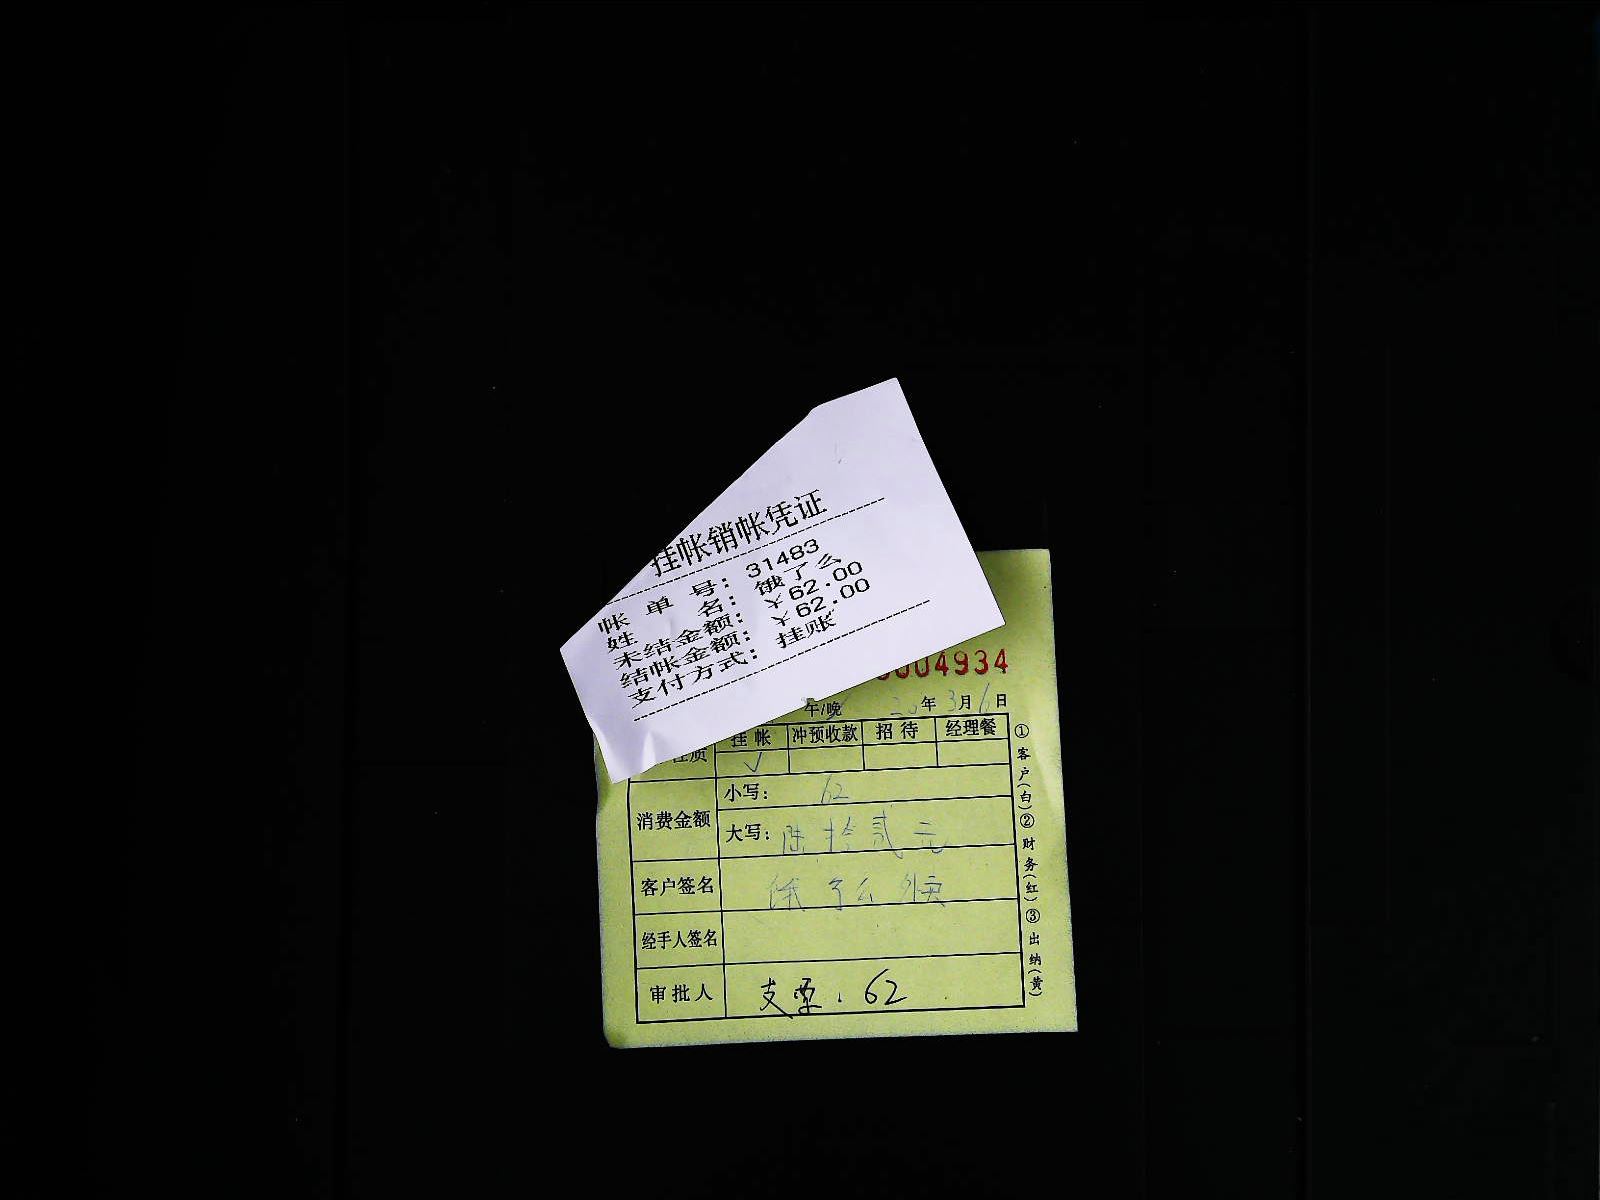 挂帐销帐凭证
帐 单 号： 31483
姓 名： 饿了么
未结金额： ￥62.00
结帐金额： ￥62.00
支付方式： 挂账
004934
午/晚 20年3月6日
挂帐 冲预收款 招待 经理餐
性质 √
消费金额 小写： 62
大写： 陆拾贰元
客户签名 饿了么
经手人签名
审批人 支票．62
①客户（白）②财务（红）③出纳（黄）